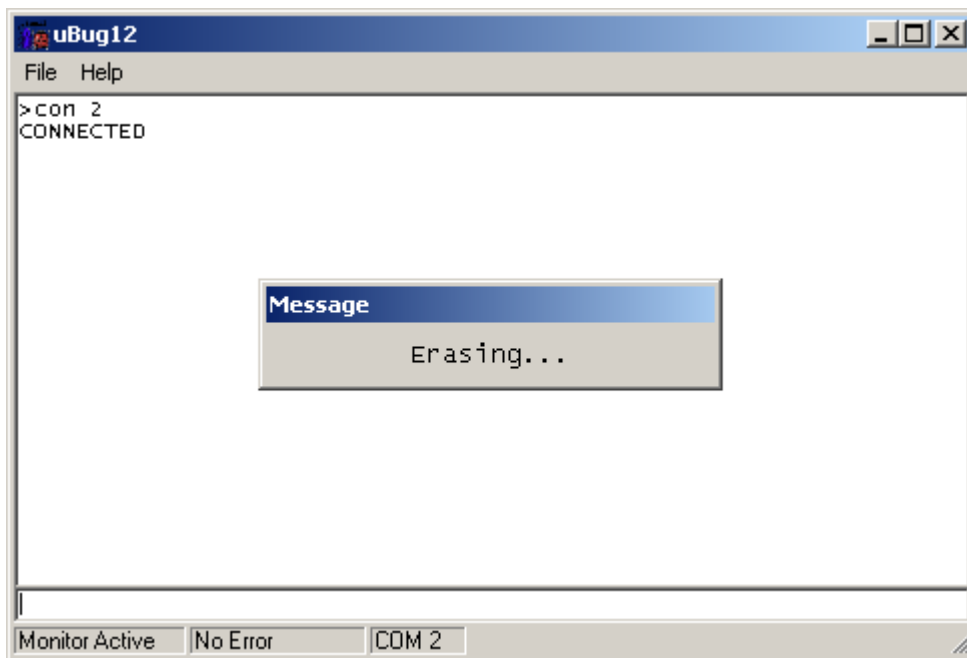 uBug12
File Help
>con 2
CONNECTED
Message
Erasing...
Monitor Active No Error COM 2